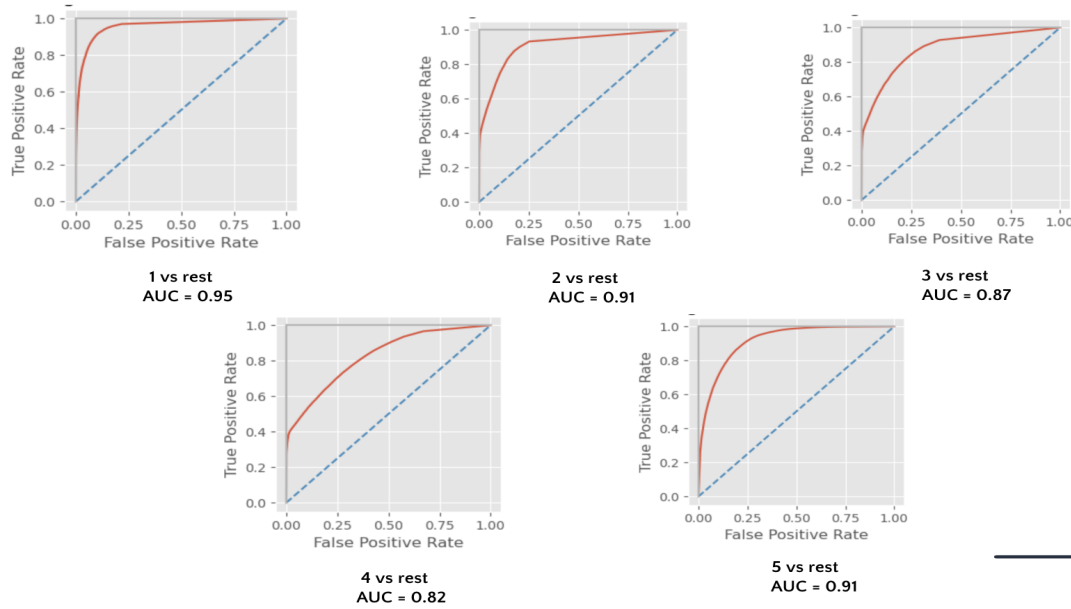 1.0
0.8
0.6
0.4
0.2
0.0
True Positive Rate
0.00 0.25 0.50 0.75 1.00
False Positive Rate
1 vs rest
AUC = 0.95
1.0
0.8
0.6
0.4
0.2
0.0
True Positive Rate
0.00 0.25 0.50 0.75 1.00
False Positive Rate
2 vs rest
AUC = 0.91
1.0
0.8
0.6
0.4
0.2
0.0
True Positive Rate
0.00 0.25 0.50 0.75 1.00
False Positive Rate
3 vs rest
AUC = 0.87
1.0
0.8
0.6
0.4
0.2
0.0
True Positive Rate
0.00 0.25 0.50 0.75 1.00
False Positive Rate
4 vs rest
AUC = 0.82
1.0
0.8
0.6
0.4
0.2
0.0
True Positive Rate
0.00 0.25 0.50 0.75 1.00
False Positive Rate
5 vs rest
AUC = 0.91